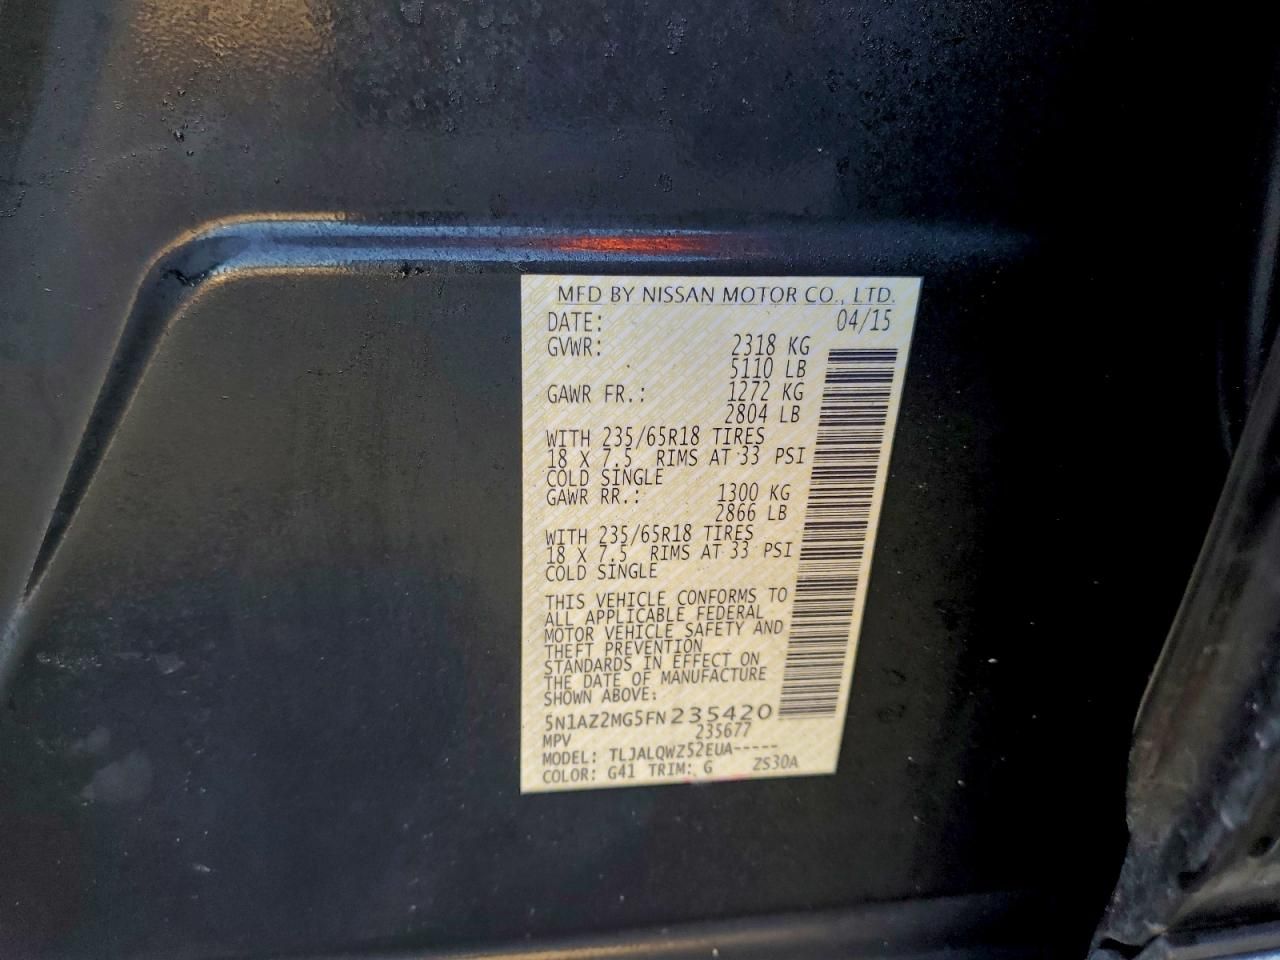 MFD BY NISSAN MOTOR CO., LTD.
DATE: 04/15
GVWR: 2318 KG
5110 LB
GAWR FR.: 1272 KG
2804 LB
WITH 235/65R18 TIRES
18 X 7.5 RIMS AT 33 PSI
COLD SINGLE
GAWR RR.: 1300 KG
2866 LB
WITH 235/65R18 TIRES
18 X 7.5 RIMS AT 33 PSI
COLD SINGLE
THIS VEHICLE CONFORMS TO
ALL APPLICABLE FEDERAL
MOTOR VEHICLE SAFETY AND
THEFT PREVENTION
STANDARDS IN EFFECT ON
THE DATE OF MANUFACTURE
SHOWN ABOVE:
5N1AZ2MG5FN235420
MPV 235677
MODEL: TLJALQWZ52EUA-----
COLOR: G41 TRIM: G ZS30A